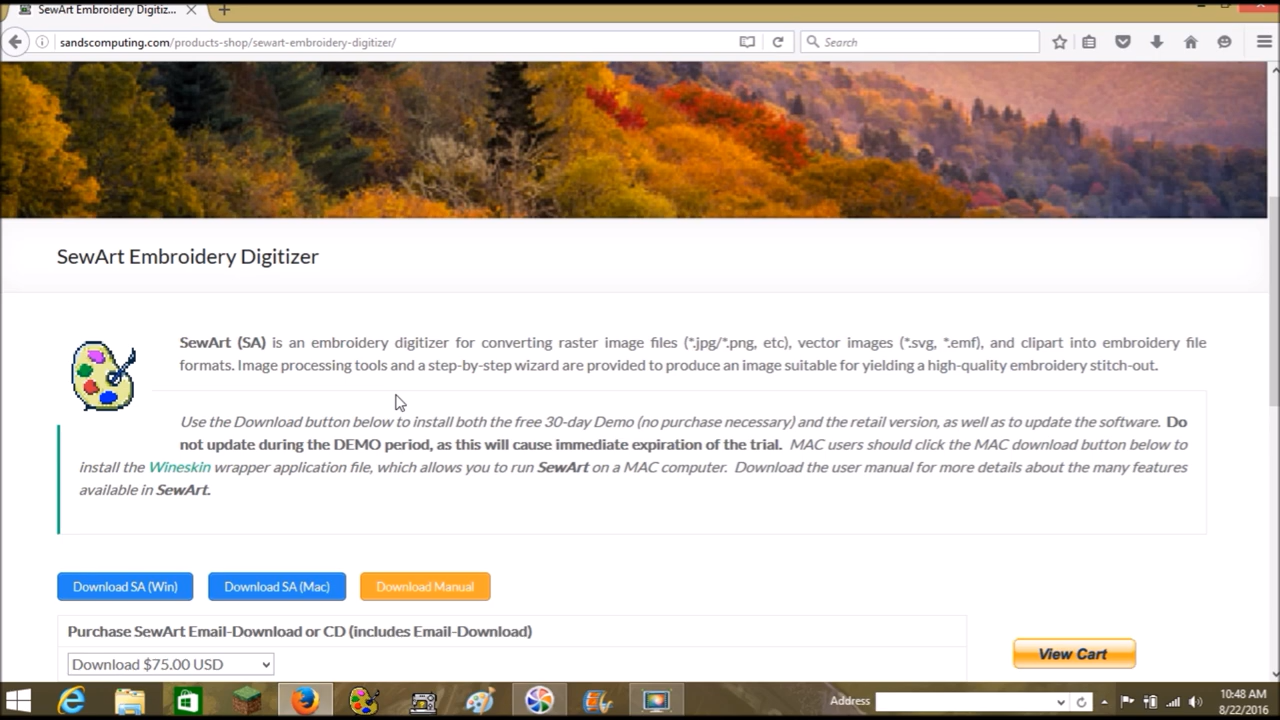 SewArt Embroidery Digitiz...
sandscomputing.com/products-shop/sewart-embroidery-digitizer/
Search
SewArt Embroidery Digitizer
SewArt (SA) is an embroidery digitizer for converting raster image files (*.jpg/*.png, etc), vector images (*.svg, *.emf), and clipart into embroidery file
formats. Image processing tools and a step-by-step wizard are provided to produce an image suitable for yielding a high-quality embroidery stitch-out.
Use the Download button below to install both the free 30-day Demo (no purchase necessary) and the retail version, as well as to update the software. Do
not update during the DEMO period, as this will cause immediate expiration of the trial. MAC users should click the MAC download button below to
install the Wineskin wrapper application file, which allows you to run SewArt on a MAC computer. Download the user manual for more details about the many features
available in SewArt.
Download SA (Win)
Download SA (Mac)
Download Manual
Purchase SewArt Email-Download or CD (includes Email-Download)
Download $75.00 USD
View Cart
Address
10:48 AM
8/22/2016